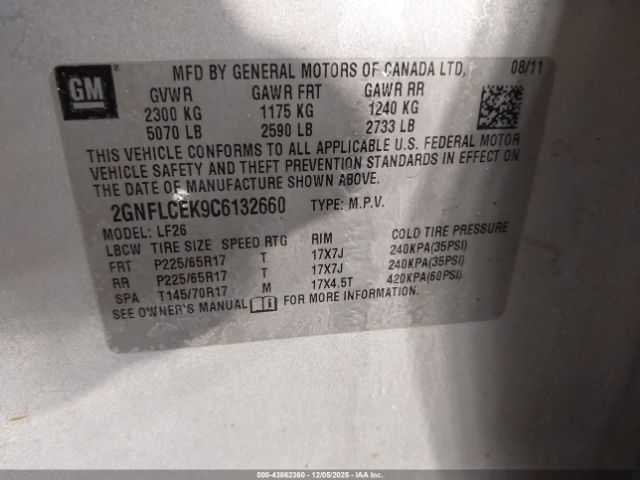 GM
MFD BY GENERAL MOTORS OF CANADA LTD, 08/11
GVWR GAWR FRT GAWR RR
2300 KG 1175 KG 1240 KG
5070 LB 2590 LB 2733 LB
THIS VEHICLE CONFORMS TO ALL APPLICABLE U.S. FEDERAL MOTOR
VEHICLE SAFETY AND THEFT PREVENTION STANDARDS IN EFFECT ON
THE DATE OF MANUFACTURE SHOWN ABOVE.
2GNFLCEK9C6132660 TYPE: M.P.V.
MODEL: LF26
LBCW TIRE SIZE SPEED RTG RIM COLD TIRE PRESSURE
FRT P225/65R17 T 17X7J 240KPA(35PSI)
RR P225/65R17 T 17X7J 240KPA(35PSI)
SPA T145/70R17 M 17X4.5T 420KPA(60PSI)
SEE OWNER'S MANUAL FOR MORE INFORMATION.
000-43862360 - 12/05/2025 - IAA Inc.